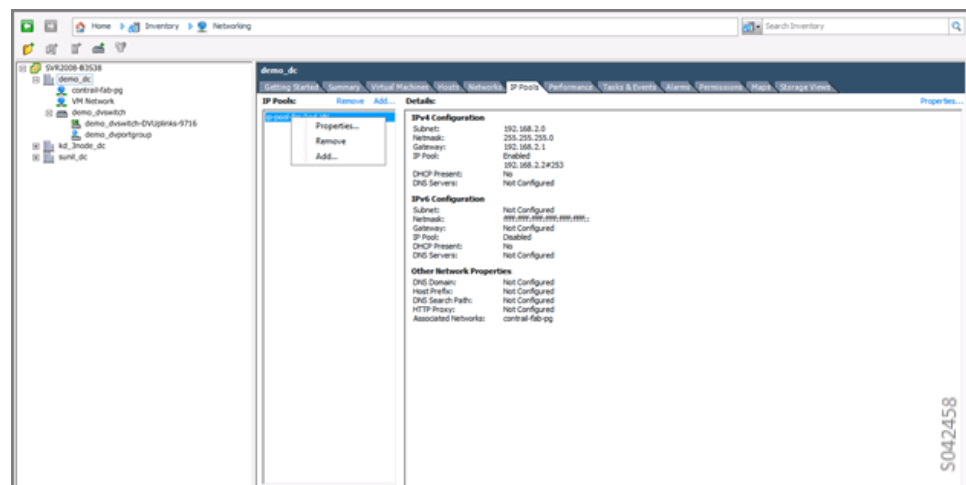 Home Inventory Networking
Search Inventory
SVR2008-B3S38
demo_dc
contrail-fab-pg
VM Network
demo_dvswitch
demo_dvswitch-DVUplinks-9716
demo_dvportgroup
kd_3node_dc
sunil_dc
demo_dc
Getting Started Summary Virtual Machines Hosts Networks IP Pools Performance Tasks & Events Alarms Permissions Maps Storage Views
IP Pools: Remove Add...
Properties...
Remove
Add...
Details: Properties...
IPv4 Configuration
Subnet: 192.168.2.0
Netmask: 255.255.255.0
Gateway: 192.168.2.1
IP Pool: Enabled
192.168.2.2#253
DHCP Present: No
DNS Servers: Not Configured
IPv6 Configuration
Subnet: Not Configured
Netmask:
Gateway: Not Configured
IP Pool: Disabled
DHCP Present: No
DNS Servers: Not Configured
Other Network Properties
DNS Domain: Not Configured
Host Prefix: Not Configured
DNS Search Path: Not Configured
HTTP Proxy: Not Configured
Associated Networks: contrail-fab-pg
S042458